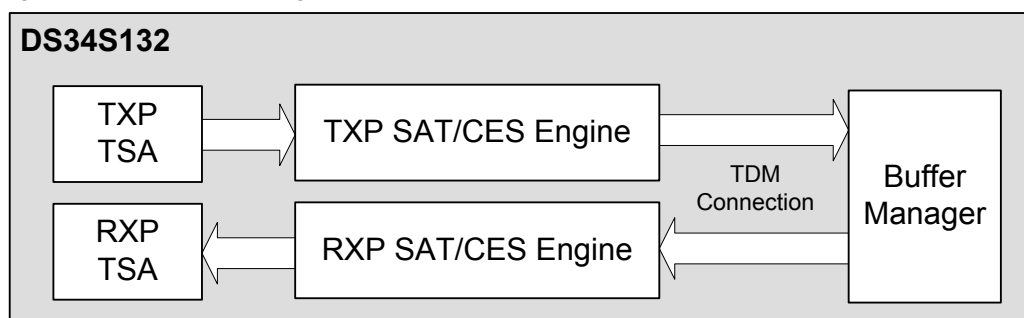 DS34S132
TXP
TSA
TXP SAT/CES Engine
TDM
Connection
Buffer
Manager
RXP
TSA
RXP SAT/CES Engine